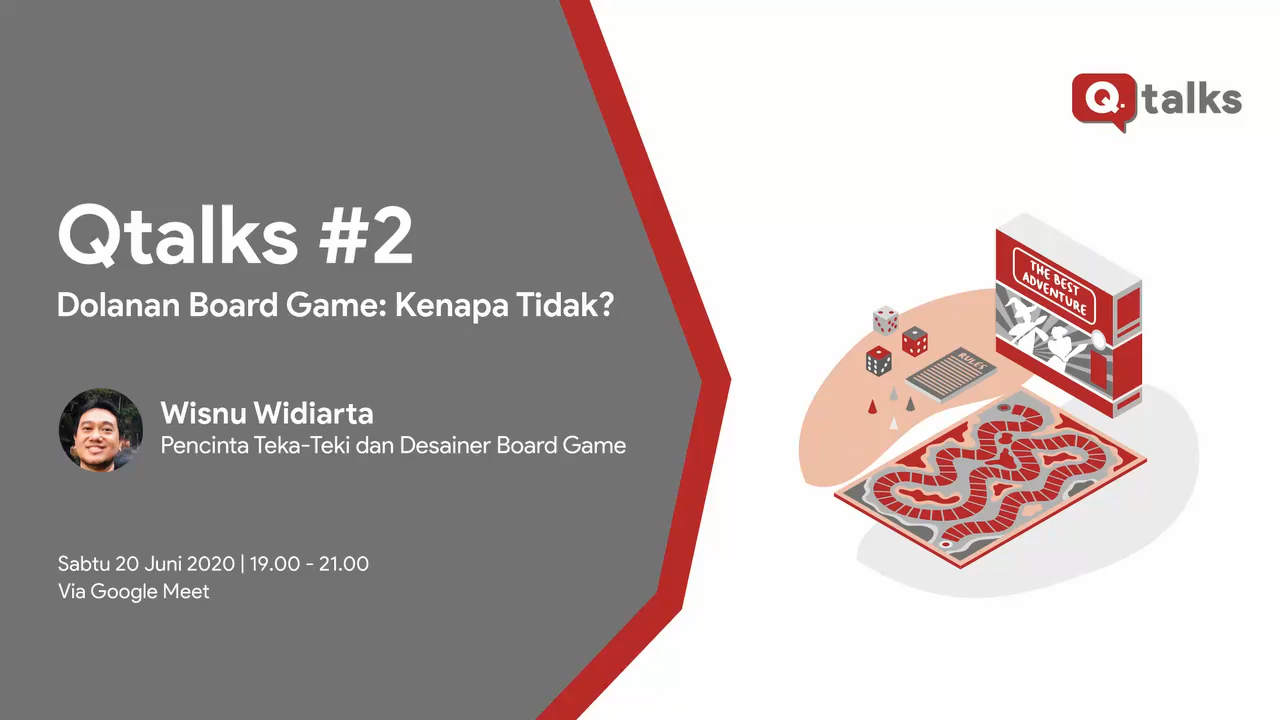 Q. talks
Qtalks #2
Dolanan Board Game: Kenapa Tidak?
Wisnu Widiarta
Pencinta Teka-Teki dan Desainer Board Game
Sabtu 20 Juni 2020 | 19.00 - 21.00
Via Google Meet
THE BEST
ADVENTURE
RULES